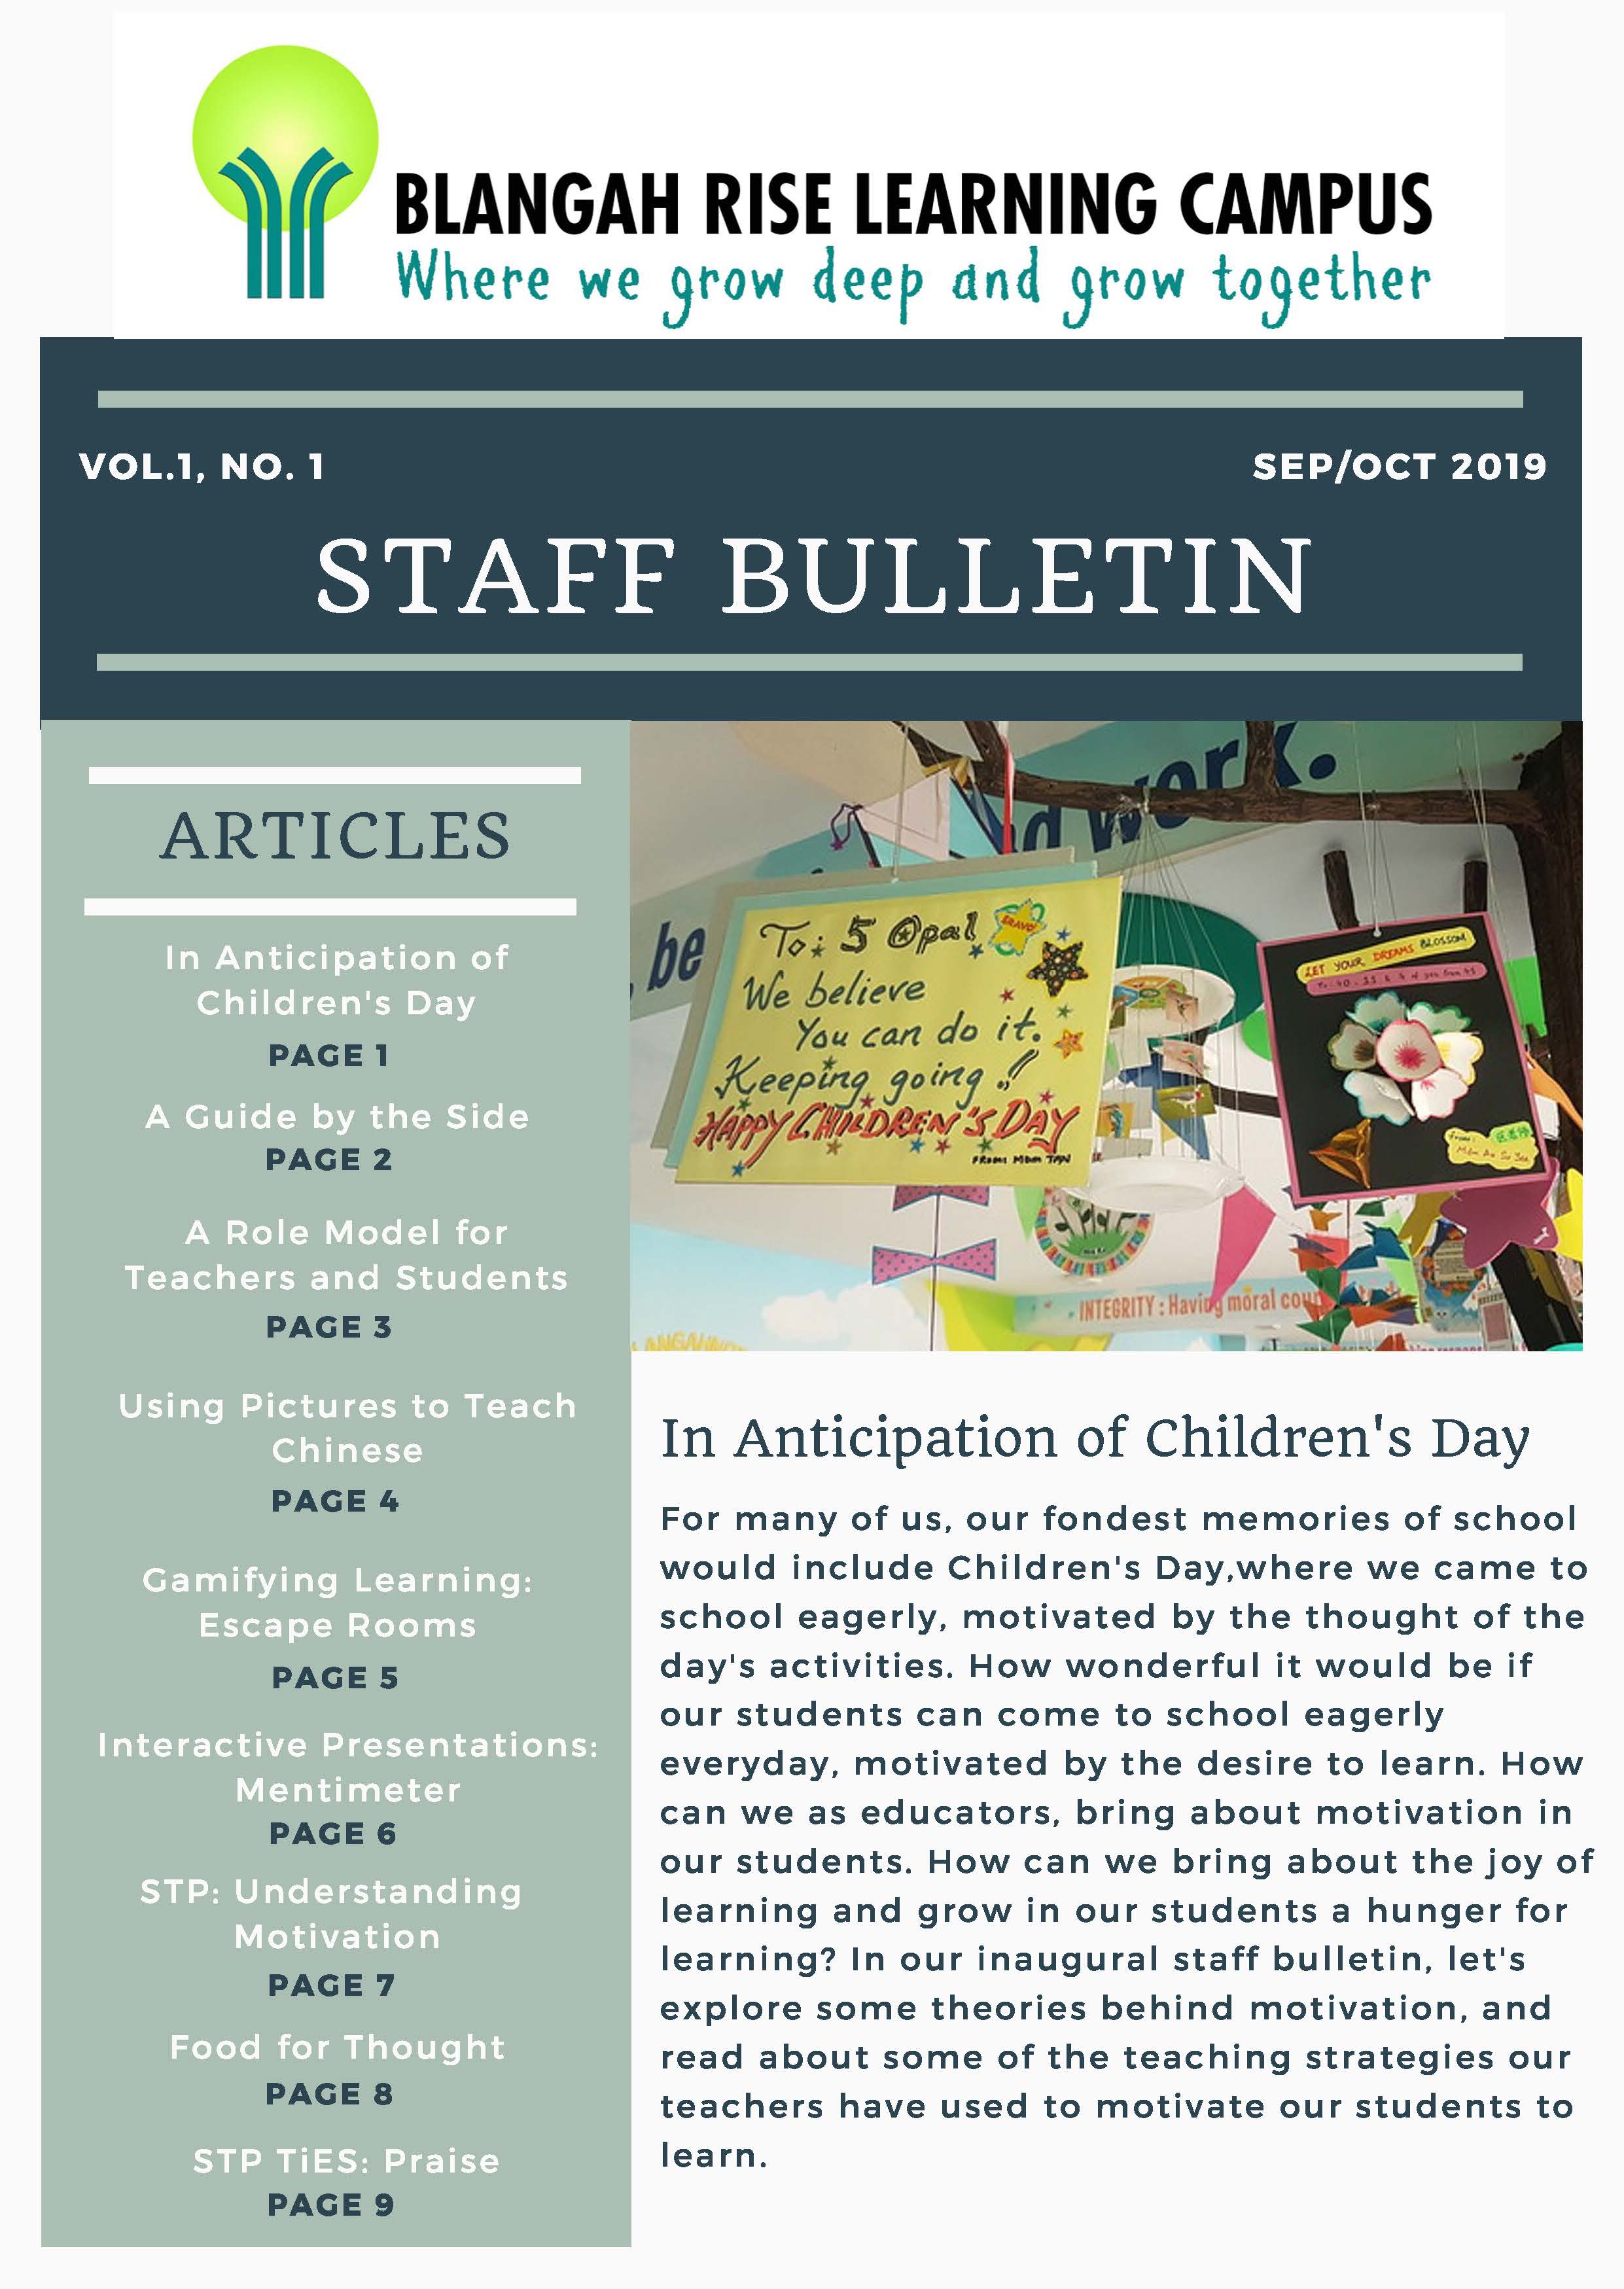 BLANGAH RISE LEARNING CAMPUS
Where we grow deep and grow together
VOL.1, NO. 1
SEP/OCT 2019
STAFF BULLETIN
ARTICLES
In Anticipation of
Children's Day
PAGE 1
A Guide by the Side
PAGE 2
A Role Model for
Teachers and Students
PAGE 3
Using Pictures to Teach
Chinese
PAGE 4
Gamifying Learning:
Escape Rooms
PAGE 5
Interactive Presentations:
Mentimeter
PAGE 6
STP: Understanding
Motivation
PAGE 7
Food for Thought
PAGE 8
STP TiES: Praise
PAGE 9
d work.
be
To: 5 Opal
BRAVO!
We believe
You can do it.
Keeping going!!
HAPPY CHILDREN'S DAY
FROM: MDM TAN
LET YOUR DREAMS BLOSSOM
From:
INTEGRITY : Having moral cour
In Anticipation of Children's Day
For many of us, our fondest memories of school
would include Children's Day,where we came to
school eagerly, motivated by the thought of the
day's activities. How wonderful it would be if
our students can come to school eagerly
everyday, motivated by the desire to learn. How
can we as educators, bring about motivation in
our students. How can we bring about the joy of
learning and grow in our students a hunger for
learning? In our inaugural staff bulletin, let's
explore some theories behind motivation, and
read about some of the teaching strategies our
teachers have used to motivate our students to
learn.